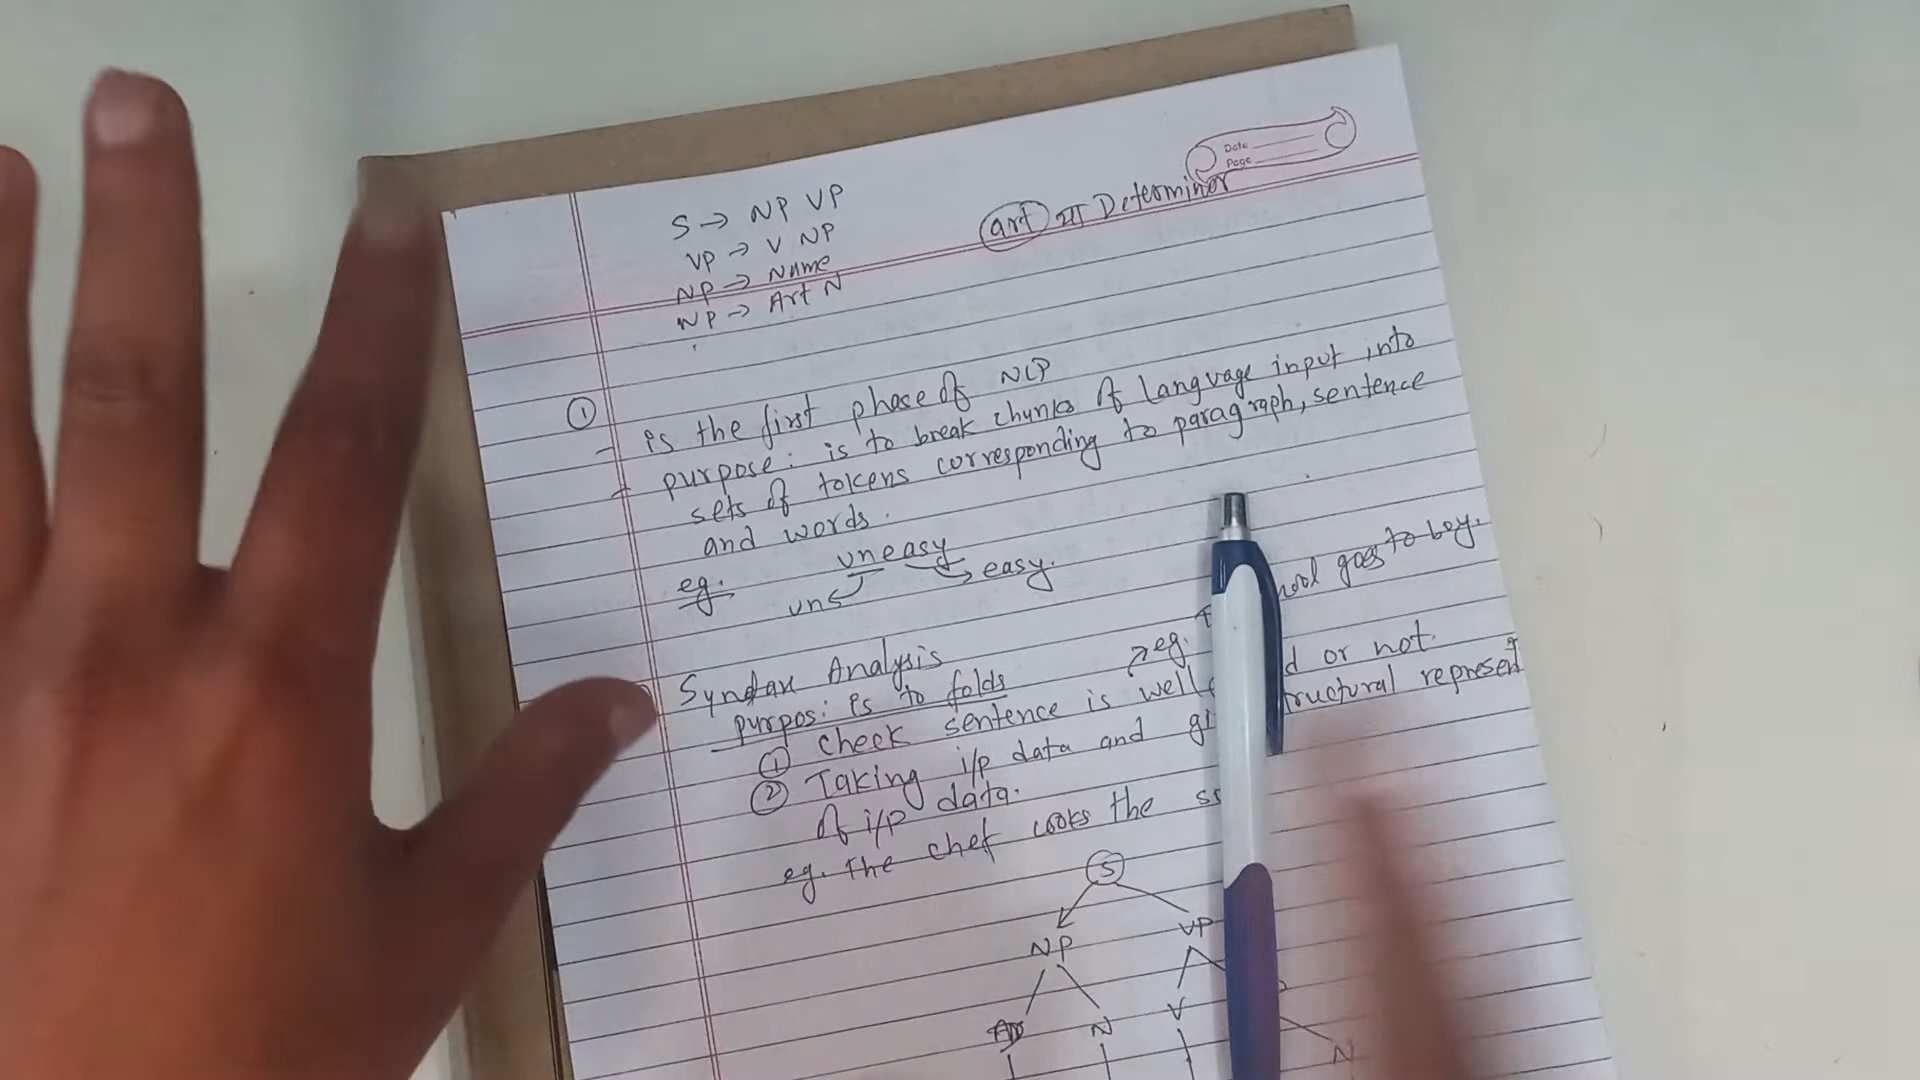 Date
Page
S → NP VP
VP → V NP
NP → Name
NP → Art N
art या Determiner
① is the first phase of NLP
- purpose: is to break chunks of language input into
sets of tokens corresponding to paragraph, sentence
and words.
eg. uneasy
un easy.
eg. goes to boy.
Syntax Analysis
purpos: is to folds
① check sentence is well or not.
② Taking i/p data and
of i/p data.
eg. The chef cooks the
S
NP VP
N V
N